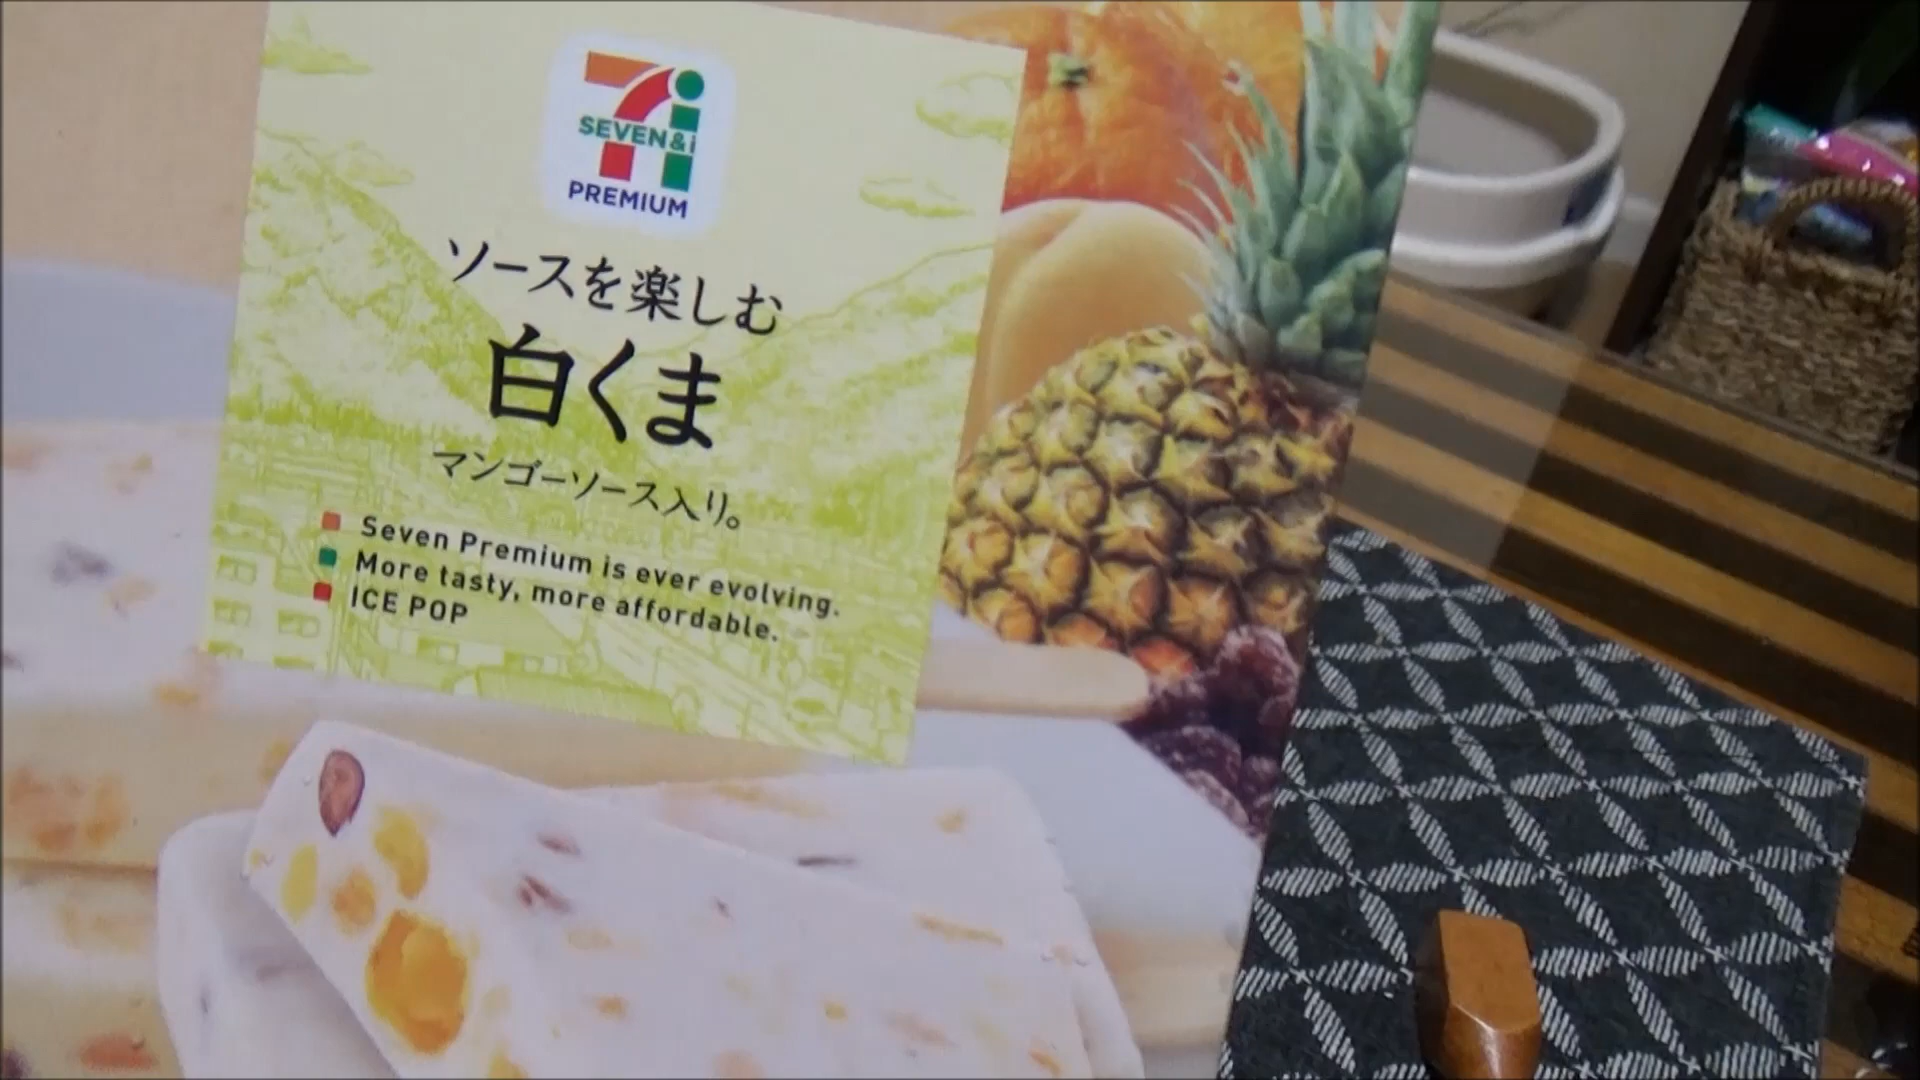 SEVEN&i
PREMIUM
ソースを楽しむ
白くま
マンゴーソース入り。
Seven Premium is ever evolving.
More tasty, more affordable.
ICE POP